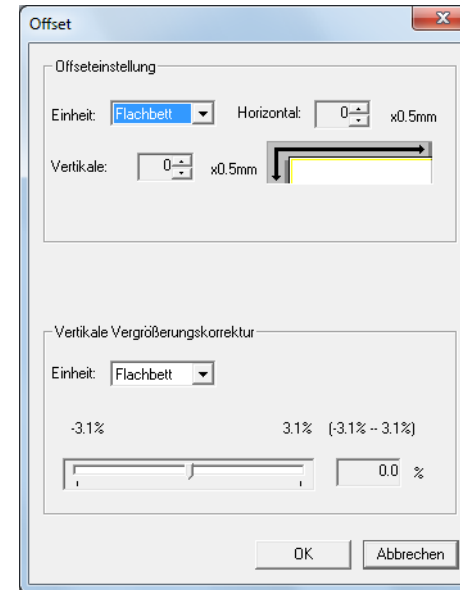 Offset
Offseteinstellung
Einheit: Flachbett Horizontal: 0 x0.5mm
Vertikale: 0 x0.5mm
Vertikale Vergrößerungskorrektur
Einheit: Flachbett
-3.1% 3.1% (-3.1% -- 3.1%)
0.0 %
OK Abbrechen